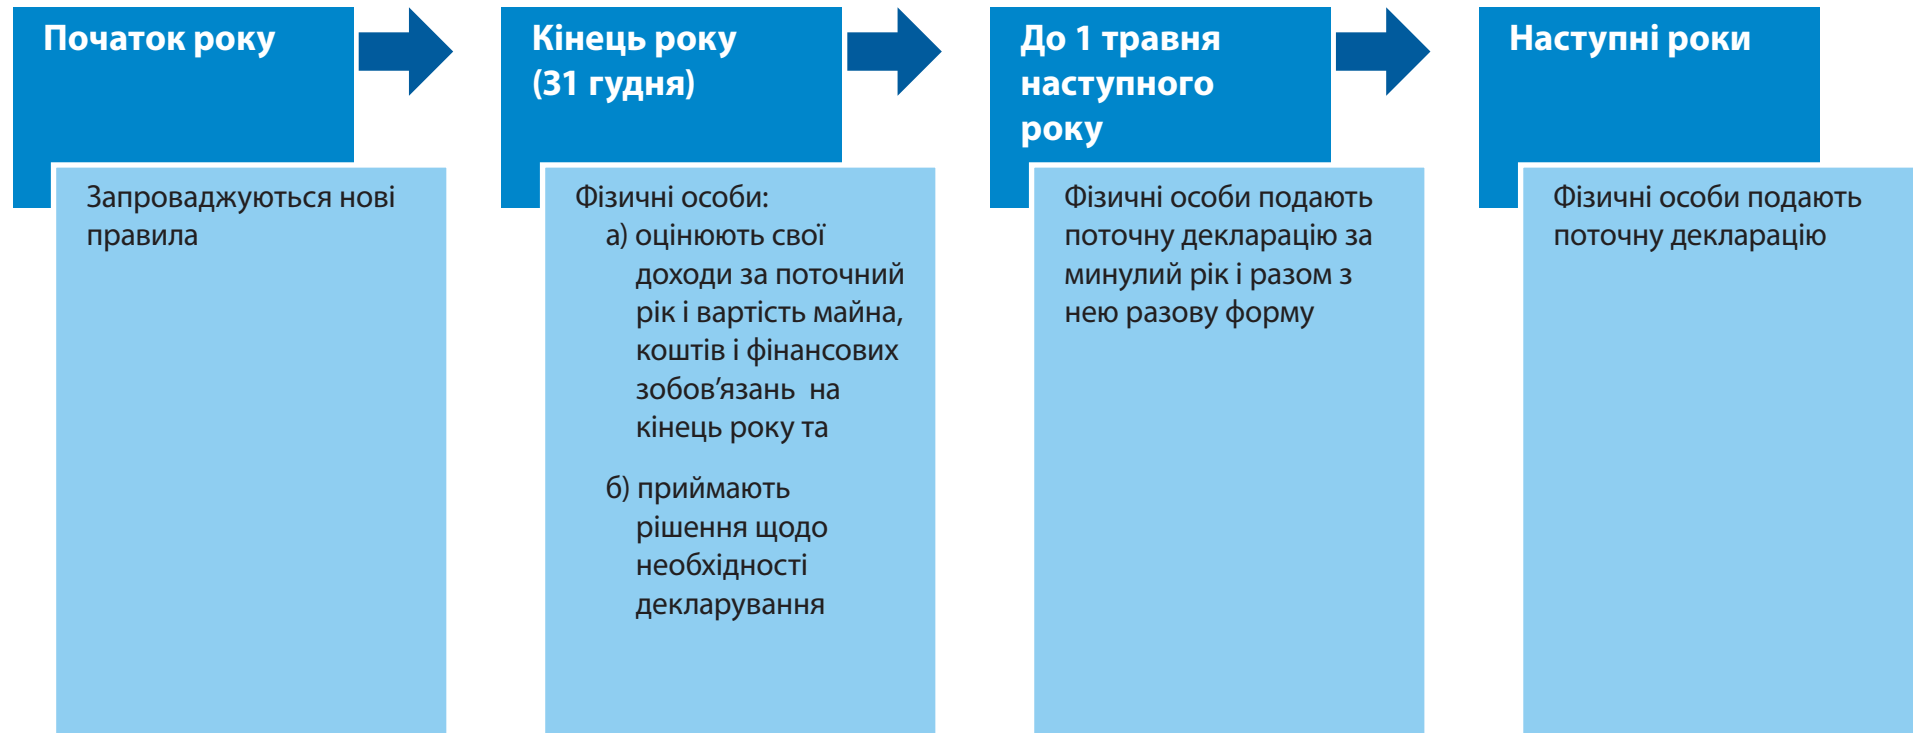 Початок року
Запроваджуються нові
правила
Кінець року
(31 гудня)
Фізичні особи:
а) оцінюють свої
доходи за поточний
рік і вартість майна,
коштів і фінансових
зобов’язань на
кінець року та
б) приймають
рішення щодо
необхідності
декларування
До 1 травня
наступного
року
Фізичні особи подають
поточну декларацію за
минулий рік і разом з
нею разову форму
Наступні роки
Фізичні особи подають
поточну декларацію